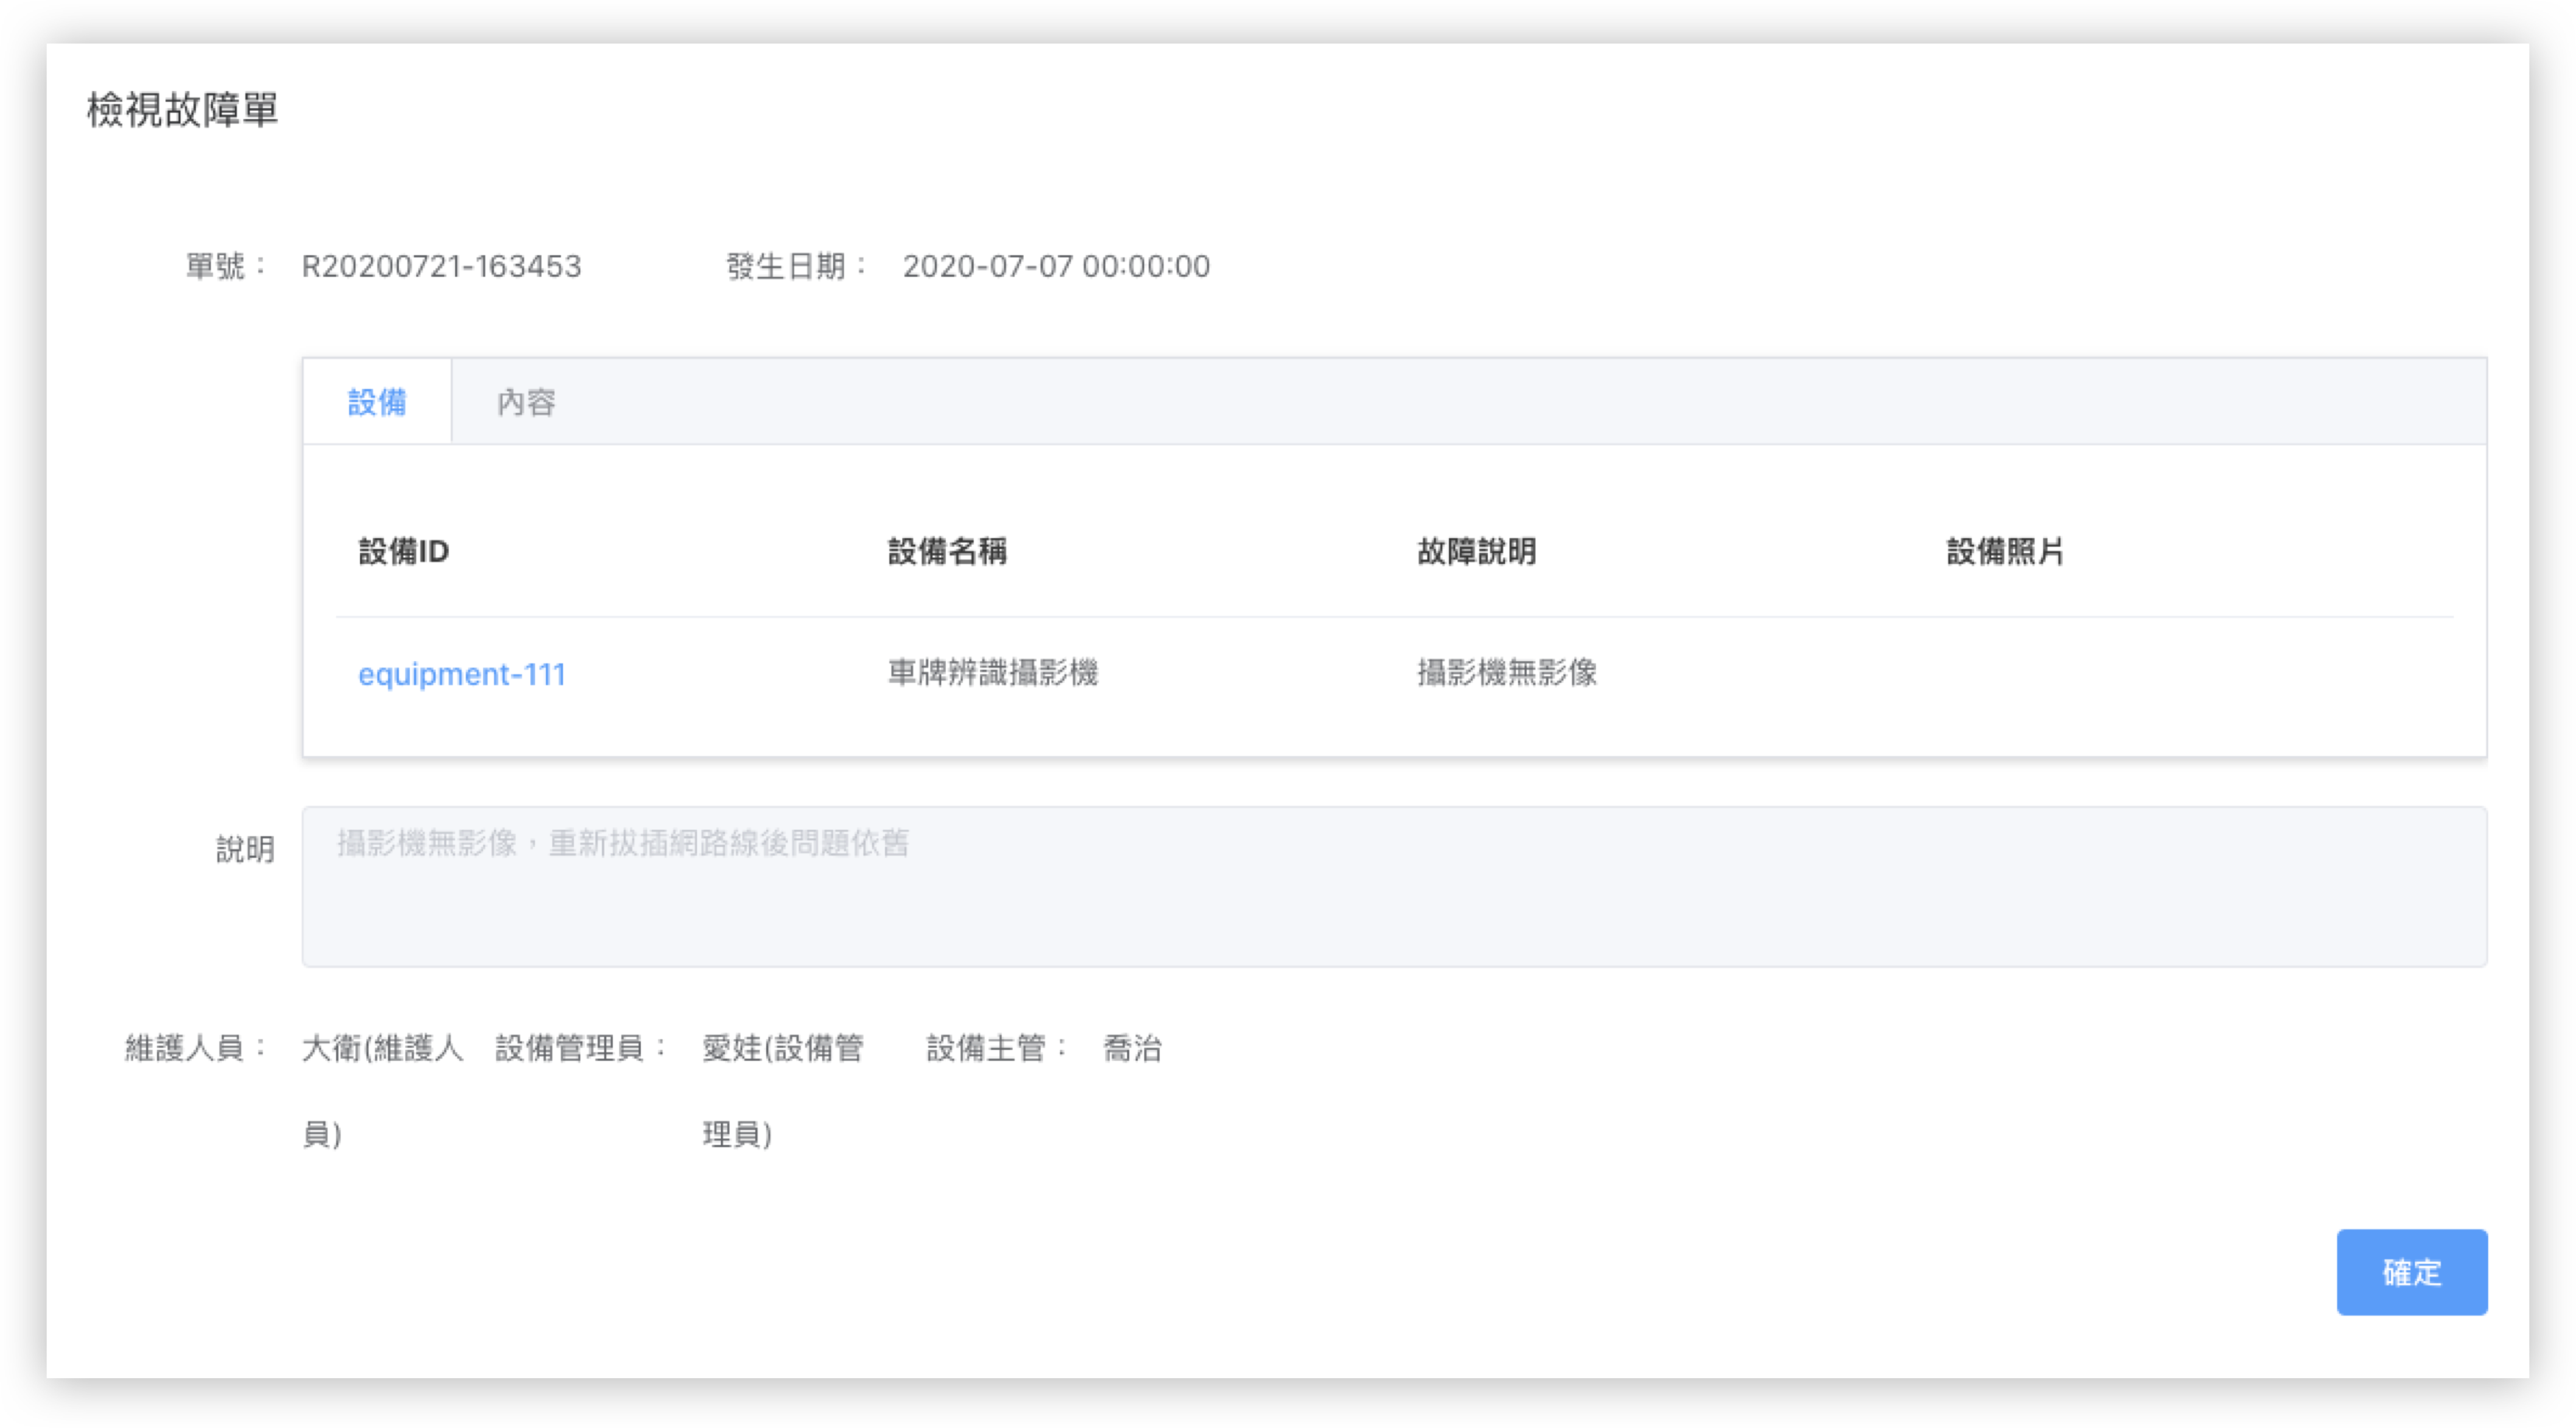 檢視故障單
單號： R20200721-163453 發生日期： 2020-07-07 00:00:00
設備 內容
設備ID 設備名稱 故障說明 設備照片
equipment-111 車牌辨識攝影機 攝影機無影像
說明 攝影機無影像，重新拔插網路線後問題依舊
維護人員： 大衛(維護人 設備管理員： 愛娃(設備管 設備主管： 喬治
員) 理員)
確定